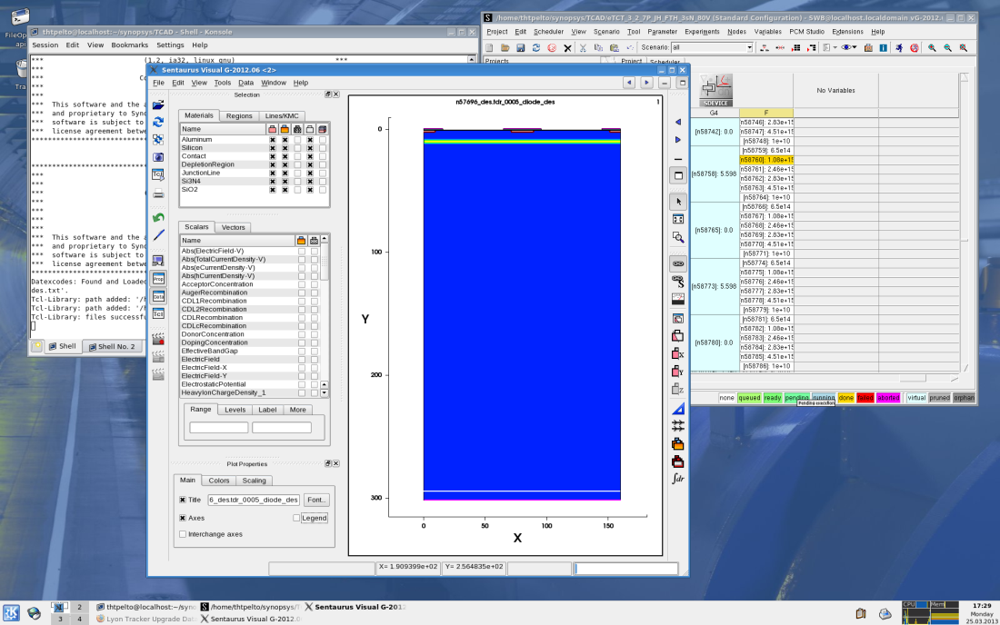 thtpelto@localhost:~/synopsys/TCAD - Shell - Konsole
Session Edit View Bookmarks Settings Help
*** (1.2, ia32, linux gnu) ***
*** This software and the a
*** and proprietary to Syno
*** software is subject to
*** license agreement betwe
*** This software and the a
*** and proprietary to Syno
*** software is subject to
*** license agreement betwe
Datexcodes: Found and Loaded
des.txt'.
Tcl-Library: path added: '/h
Tcl-Library: path added: '/h
Tcl-Library: files successfu
Shell
Shell No. 2
Sentaurus Visual G-2012.06 <2>
File Edit View Tools Data Window Help
Selection
Materials Regions Lines/KMC
Name
Aluminum
Silicon
Contact
DepletionRegion
JunctionLine
Si3N4
SiO2
Scalars Vectors
Name
Abs(ElectricField-V)
Abs(TotalCurrentDensity-V)
Abs(eCurrentDensity-V)
Abs(hCurrentDensity-V)
AcceptorConcentration
AugerRecombination
CDL1Recombination
CDL2Recombination
CDLRecombination
CDLcRecombination
DonorConcentration
DopingConcentration
EffectiveBandGap
ElectricField
ElectricField-X
ElectricField-Y
ElectrostaticPotential
HeavyIonChargeDensity_1
Range Levels Label More
Plot Properties
Main Colors Scaling
Title 6_des.tdr_0005_diode_des Font...
Axes Legend
Interchange axes
n57696_des.tdr_0005_diode_des 1
0
100
200
300
Y
0 50 100 150
X
X= 1.909399e+02 Y= 2.564835e+02
/home/thtpelto/synopsys/TCAD/eTCT_3_2_7P_JH_FTH_3sN_80V (Standard Configuration) - SWB@localhost.localdomain vG-2012.0
Project Edit Scheduler View Scenario Tool Parameter Experiments Nodes Variables PCM Studio Extensions Help
Scenario: all
Projects Project Scheduler
SDEVICE
No Variables
G4 F
[n58746]: 2.83e+15
[n58742]: 0.0 [n58747]: 4.51e+15
[n58748]: 1e+10
[n58759]: 6.5e14
[n58760]: 1.08e+15
[n58758]: 5.598 [n58761]: 2.46e+15
[n58762]: 2.83e+15
[n58763]: 4.51e+15
[n58764]: 1e+10
[n58766]: 6.5e14
[n58767]: 1.08e+15
[n58768]: 2.46e+15
[n58765]: 0.0 [n58769]: 2.83e+15
[n58770]: 4.51e+15
[n58771]: 1e+10
[n58774]: 6.5e14
[n58775]: 1.08e+15
[n58776]: 2.46e+15
[n58773]: 5.598 [n58777]: 2.83e+15
[n58778]: 4.51e+15
[n58779]: 1e+10
[n58781]: 6.5e14
[n58782]: 1.08e+15
[n58783]: 2.46e+15
[n58780]: 0.0 [n58784]: 2.83e+15
[n58785]: 4.51e+15
[n58786]: 1e+10
none queued ready pending running done failed aborted virtual pruned orphan
Pending execution
1 2
3 4
thtpelto@localhost:~/syno
/home/thtpelto/synopsys/T
Sentaurus Visual G-2012
Lyon Tracker Upgrade Da
Sentaurus Visual G-2012.0
CPU Mem
17:29
Monday
25.03.2013